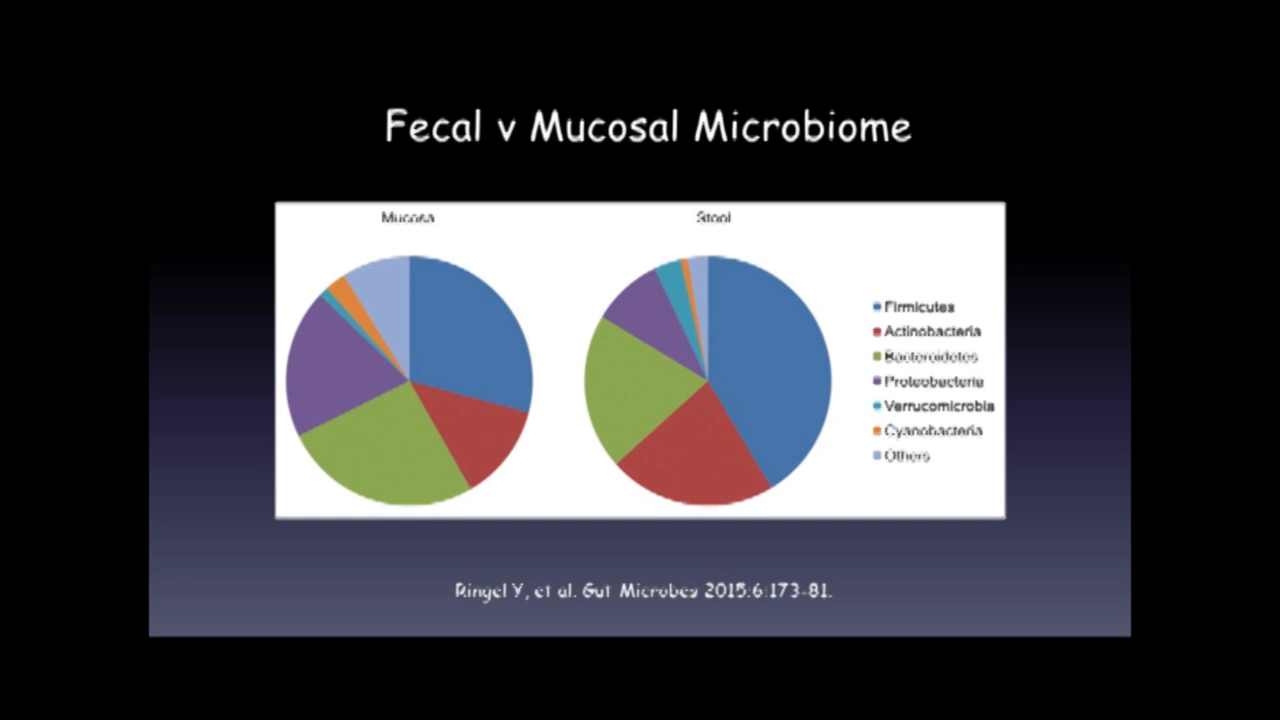 Fecal v Mucosal Microbiome
Mucosa
Stool
Firmicutes
Actinobacteria
Bacteroidetes
Proteobacteria
Verrucomicrobia
Cyanobacteria
Others
Ringel Y, et al. Gut Microbes 2015:6:173-81.